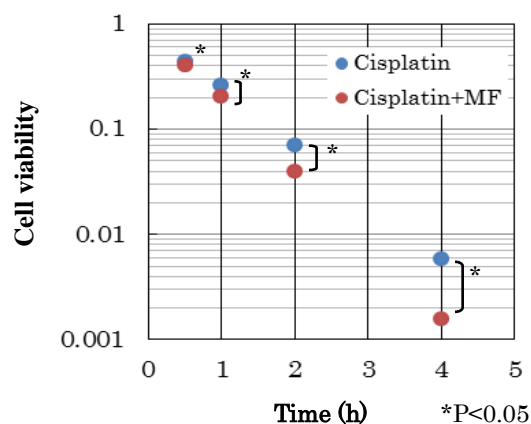 1
*
Cisplatin
*
Cisplatin+MF
0.1
*
Cell viability
0.01
*
0.001
0 1 2 3 4 5
Time (h) *P<0.05